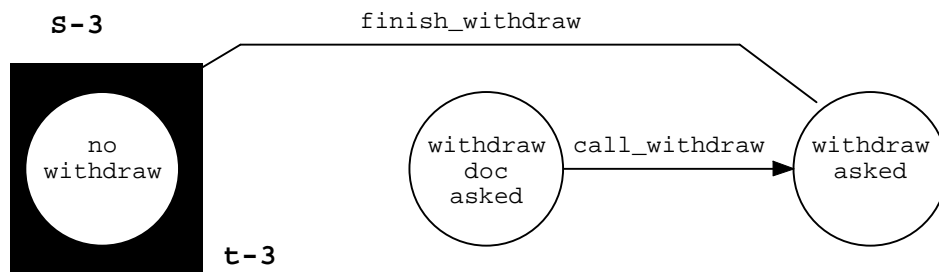 S-3
finish_withdraw
no
withdraw
withdraw
doc
asked
call_withdraw
withdraw
asked
t-3